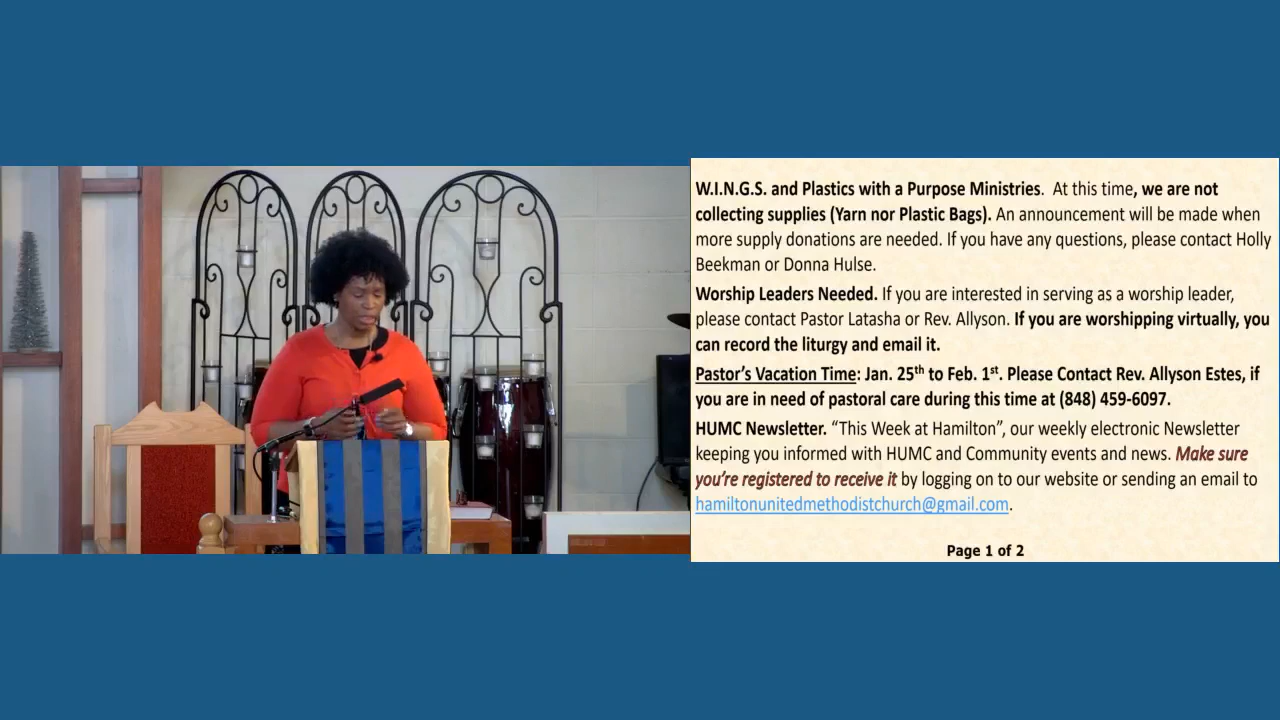 W.I.N.G.S. and Plastics with a Purpose Ministries. At this time, we are not
collecting supplies (Yarn nor Plastic Bags). An announcement will be made when
more supply donations are needed. If you have any questions, please contact Holly
Beekman or Donna Hulse.
Worship Leaders Needed. If you are interested in serving as a worship leader,
please contact Pastor Latasha or Rev. Allyson. If you are worshipping virtually, you
can record the liturgy and email it.
Pastor's Vacation Time: Jan. 25th to Feb. 1st. Please Contact Rev. Allyson Estes, if
you are in need of pastoral care during this time at (848) 459-6097.
HUMC Newsletter. “This Week at Hamilton”, our weekly electronic Newsletter
keeping you informed with HUMC and Community events and news. Make sure
you're registered to receive it by logging on to our website or sending an email to
hamiltonunitedmethodistchurch@gmail.com.
Page 1 of 2